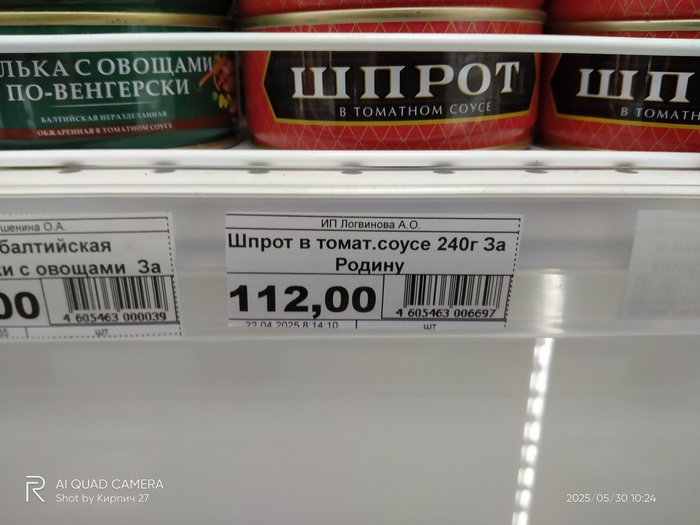 ЛЬКА С ОВОЩАМИ
ПО-ВЕНГЕРСКИ
БАЛТИЙСКАЯ НЕРАЗДЕЛАННАЯ
ОБЖАРЕННАЯ В ТОМАТНОМ СОУСЕ
ШПРОТ
В ТОМАТНОМ СОУСЕ
ШП
В ТОМАТН
шенина О.А.
балтийская
ки с овощами За
00
4 605463 000039
шт
ИП Логвинова А.О.
Шпрот в томат.соусе 240г За
Родину
112,00
4 605463 006697
22.04.2025 8:14:10
шт
AI QUAD CAMERA
Shot by Кирпич 27
2025/05/30 10:24